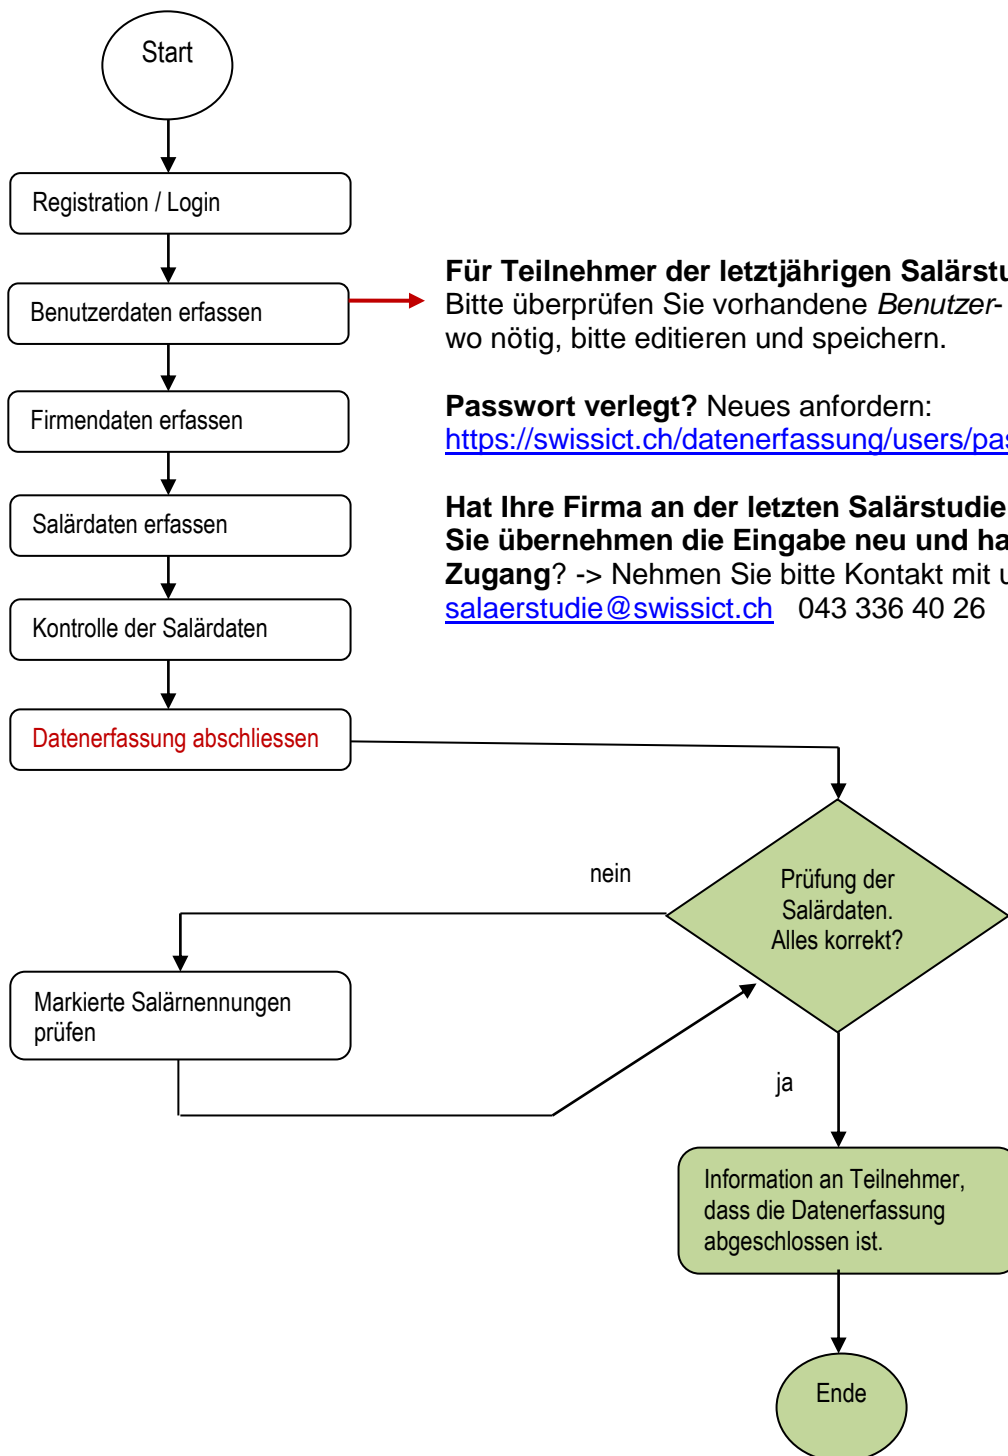 Start
Registration / Login
Benutzerdaten erfassen
Für Teilnehmer der letztjährigen
Bitte überprüfen Sie vorhandene Benutzer-
wo nötig, bitte editieren und speichern.
Firmendaten erfassen
Passwort verlegt? Neues anfordern:
https://swissict.ch/datenerfassung/users/pas
Salärdaten erfassen
Hat Ihre Firma an der letzten Salärstudie
Sie übernehmen die Eingabe neu und
Zugang? -> Nehmen Sie bitte Kontakt mit
salaerstudie@swissict.ch 043 336 40 26
Kontrolle der Salärdaten
Datenerfassung abschliessen
nein
Prüfung der
Salärdaten.
Alles korrekt?
Markierte Salärnennungen
prüfen
ja
Information an Teilnehmer,
dass die Datenerfassung
abgeschlossen ist.
Ende